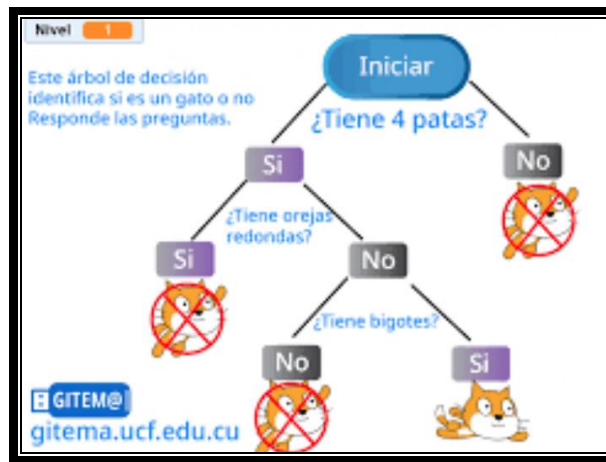 Nivel 1
Iniciar
Este árbol de decisión
identifica si es un gato o no
Responde las preguntas.
¿Tiene 4 patas?
Si
No
¿Tiene orejas
redondas?
Si
No
¿Tiene bigotes?
No
Si
GITEM@
gitema.ucf.edu.cu